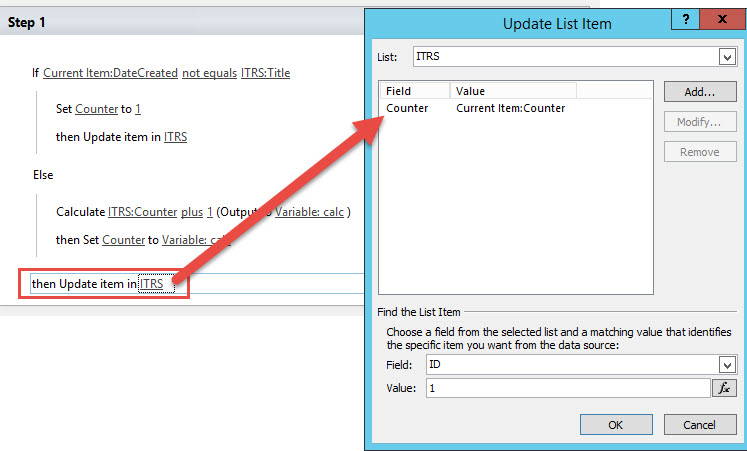 Step 1
If Current Item:DateCreated not equals ITRS:Title
Set Counter to 1
then Update item in ITRS
Else
Calculate ITRS:Counter plus 1 (Output to Variable: calc )
then Set Counter to Variable: calc
then Update item in ITRS
Update List Item
? X
List: ITRS
Field Value
Counter Current Item:Counter
Add...
Modify...
Remove
Find the List Item
Choose a field from the selected list and a matching value that identifies
the specific item you want from the data source:
Field: ID
Value: 1 fx
OK Cancel